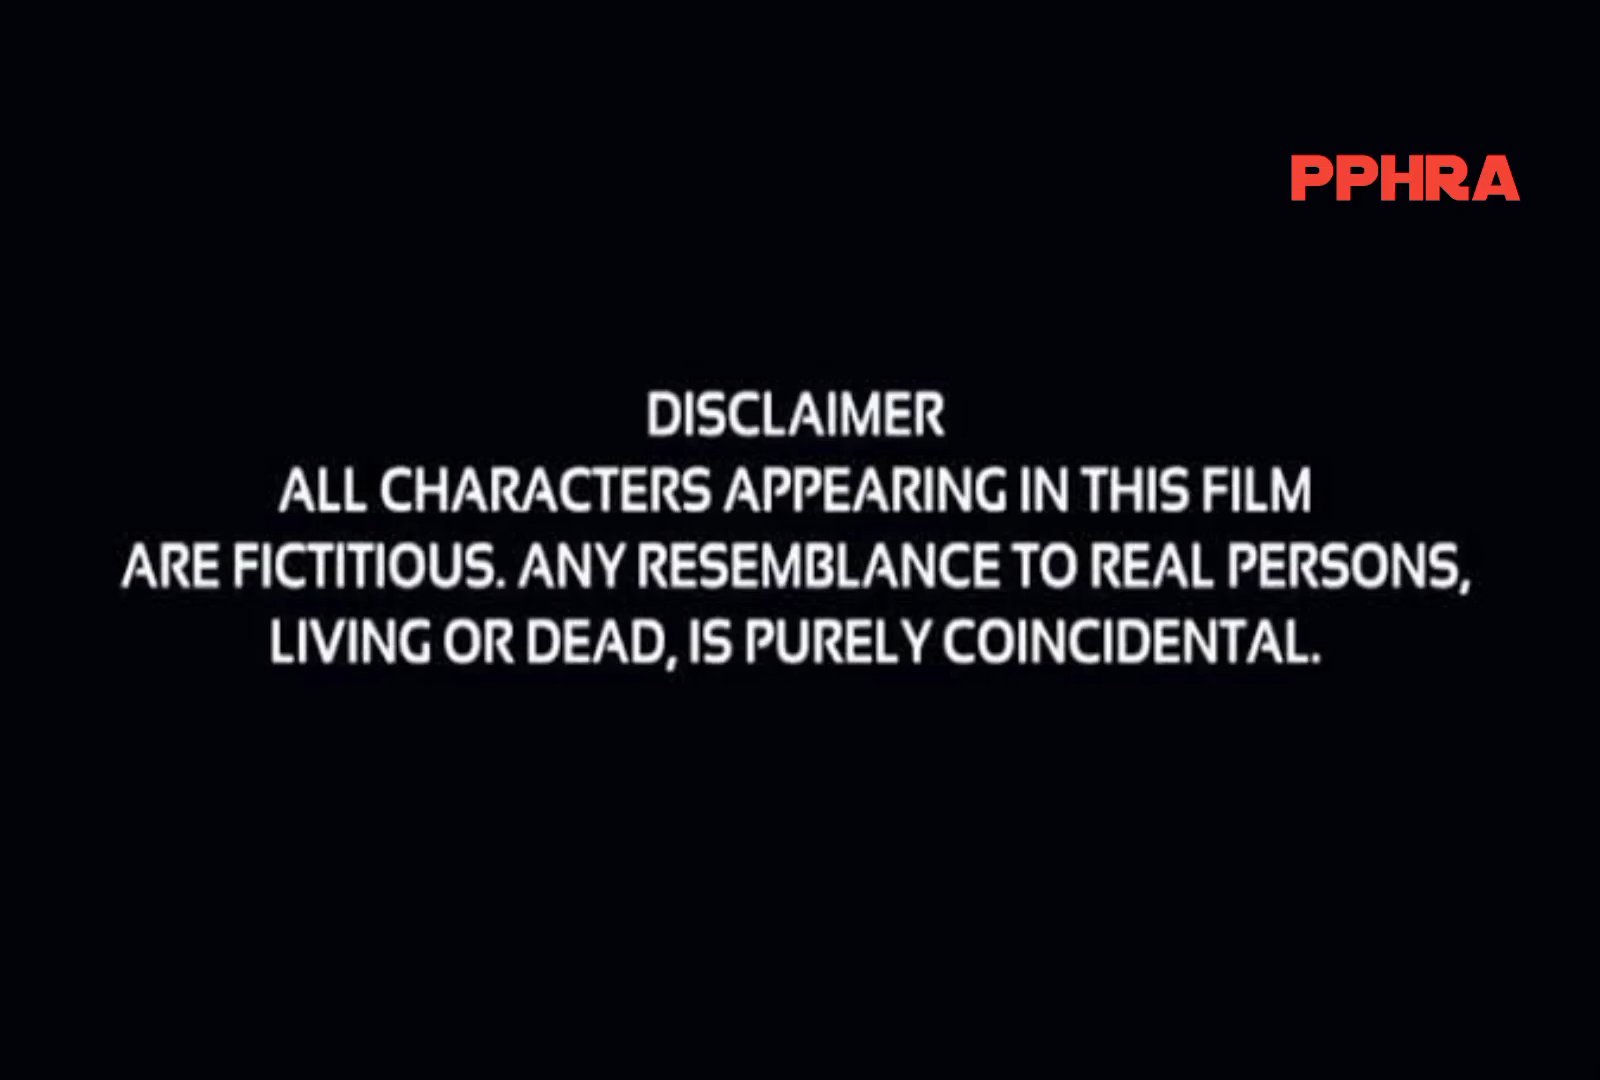 PPHRA
DISCLAIMER
ALL CHARACTERS APPEARING IN THIS FILM
ARE FICTITIOUS. ANY RESEMBLANCE TO REAL PERSONS,
LIVING OR DEAD, IS PURELY COINCIDENTAL.